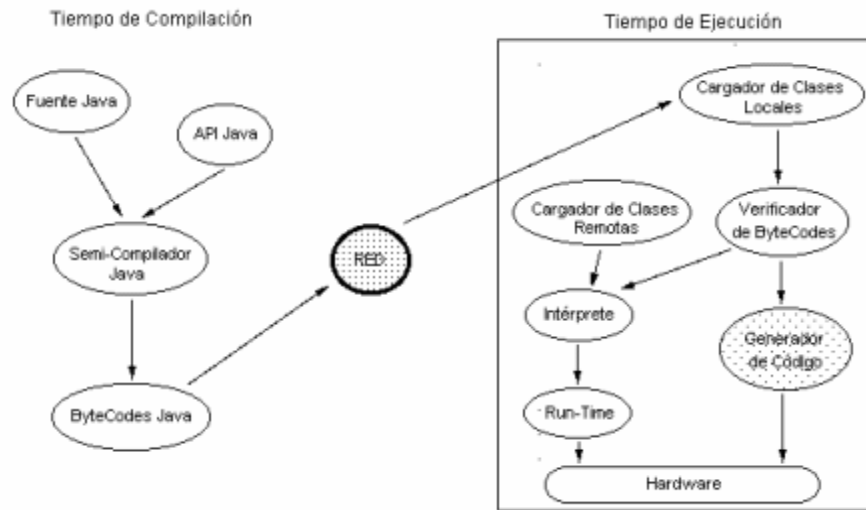 Tiempo de Compilación
Tiempo de Ejecución
Fuente Java
API Java
Semi-Compilador
Java
ByteCodes Java
RED
Cargador de Clases
Locales
Cargador de Clases
Remotas
Verificador
de ByteCodes
Intérprete
Generador
de Código
Run-Time
Hardware